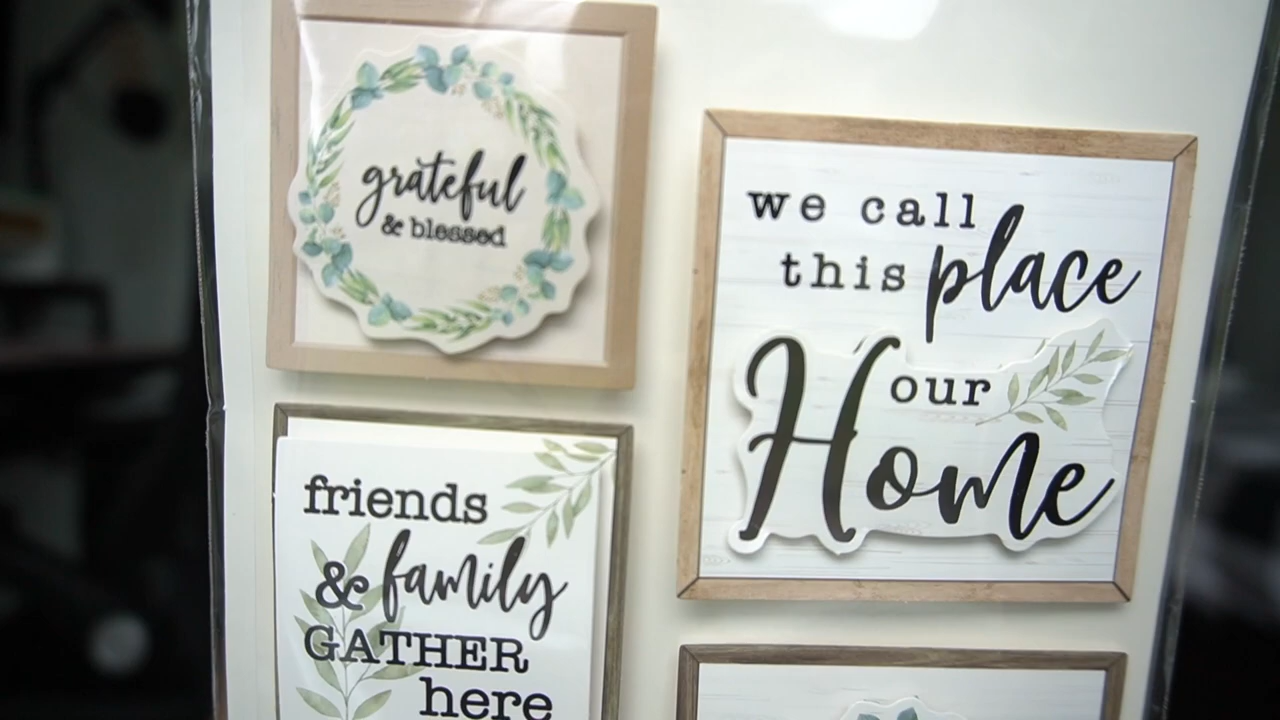 grateful
& blessed
we call
this place
our
Home
friends
& family
GATHER
here